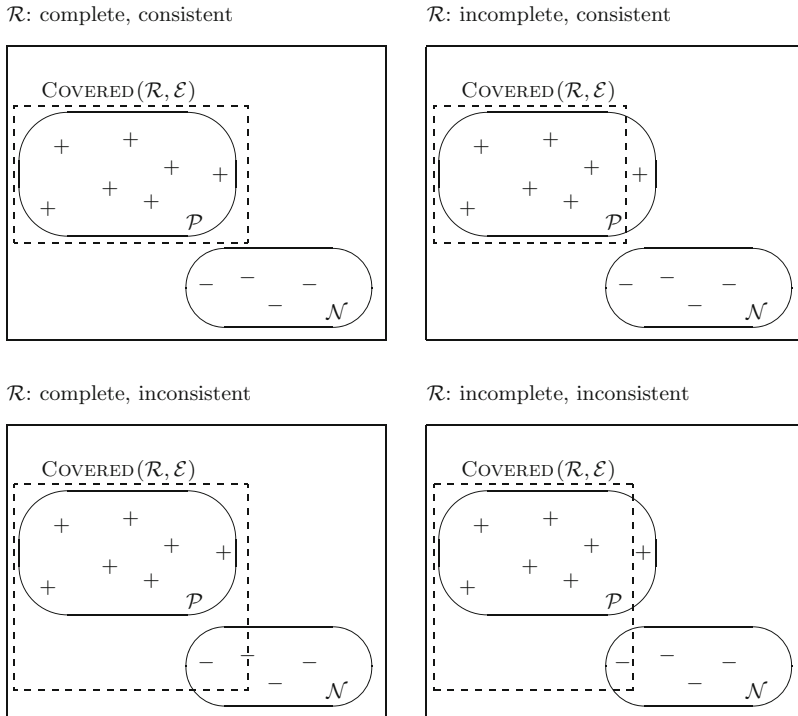 ℛ: complete, consistent
COVERED(ℛ, ℰ)
+ + + + + + +
𝒫
− − − −
𝒩
ℛ: incomplete, consistent
COVERED(ℛ, ℰ)
+ + + + + + +
𝒫
− − − −
𝒩
ℛ: complete, inconsistent
COVERED(ℛ, ℰ)
+ + + + + + +
𝒫
− − − −
𝒩
ℛ: incomplete, inconsistent
COVERED(ℛ, ℰ)
+ + + + + + +
𝒫
− − − −
𝒩